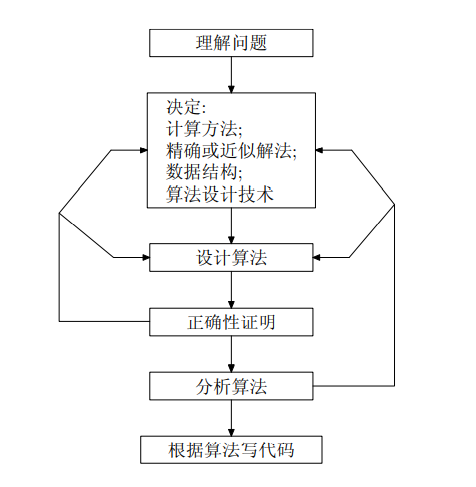 理解问题
决定:
计算方法;
精确或近似解法;
数据结构;
算法设计技术
设计算法
正确性证明
分析算法
根据算法写代码